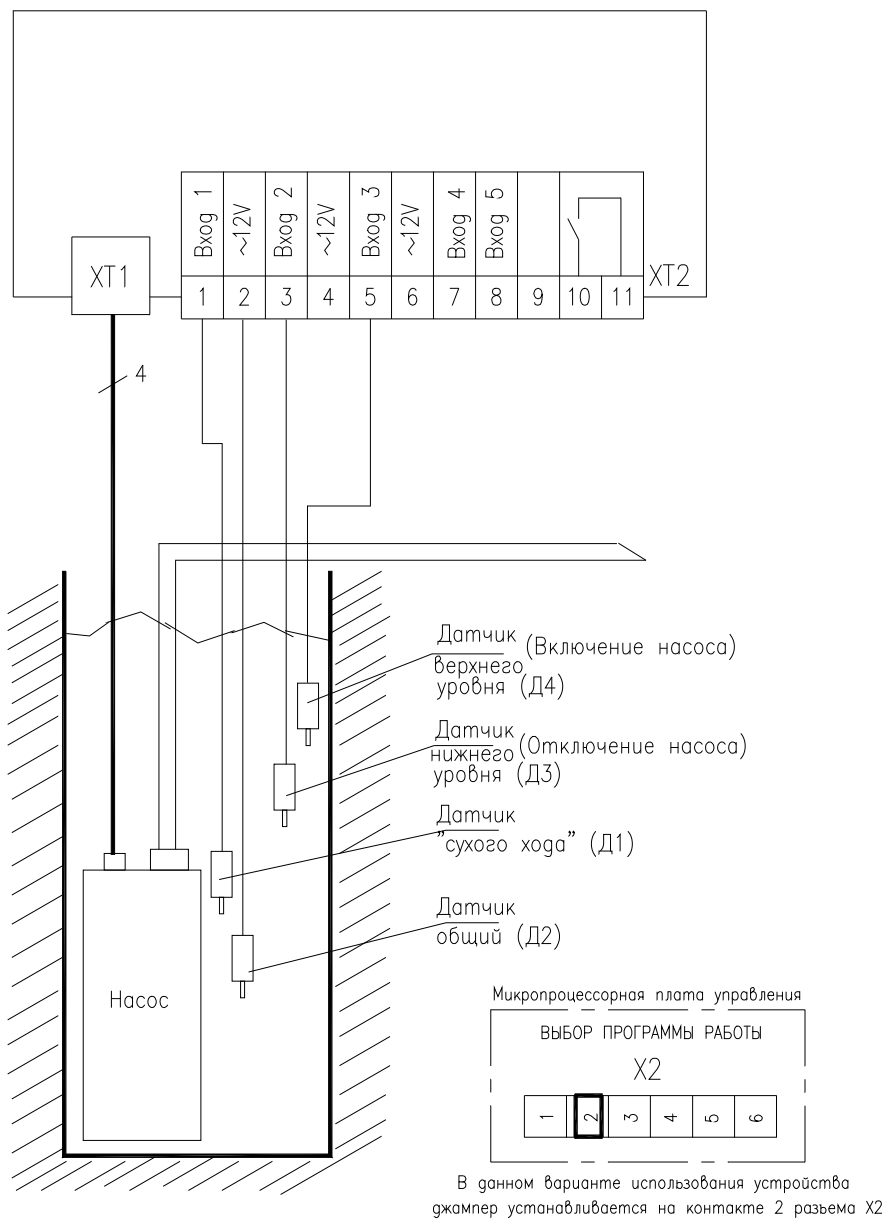 Вход 1
~12V
Вход 2
~12V
Вход 3
~12V
Вход 4
Вход 5
XT1
1 2 3 4 5 6 7 8 9 10 11
XT2
4
Датчик
верхнего
уровня (Д4)
(Включение насоса)
Датчик
нижнего
уровня (Д3)
(Отключение насоса)
Датчик
"сухого хода" (Д1)
Датчик
общий (Д2)
Насос
Микропроцессорная плата управления
ВЫБОР ПРОГРАММЫ РАБОТЫ
X2
1 2 3 4 5 6
В данном варианте использования устройства
джампер устанавливается на контакте 2 разьема X2